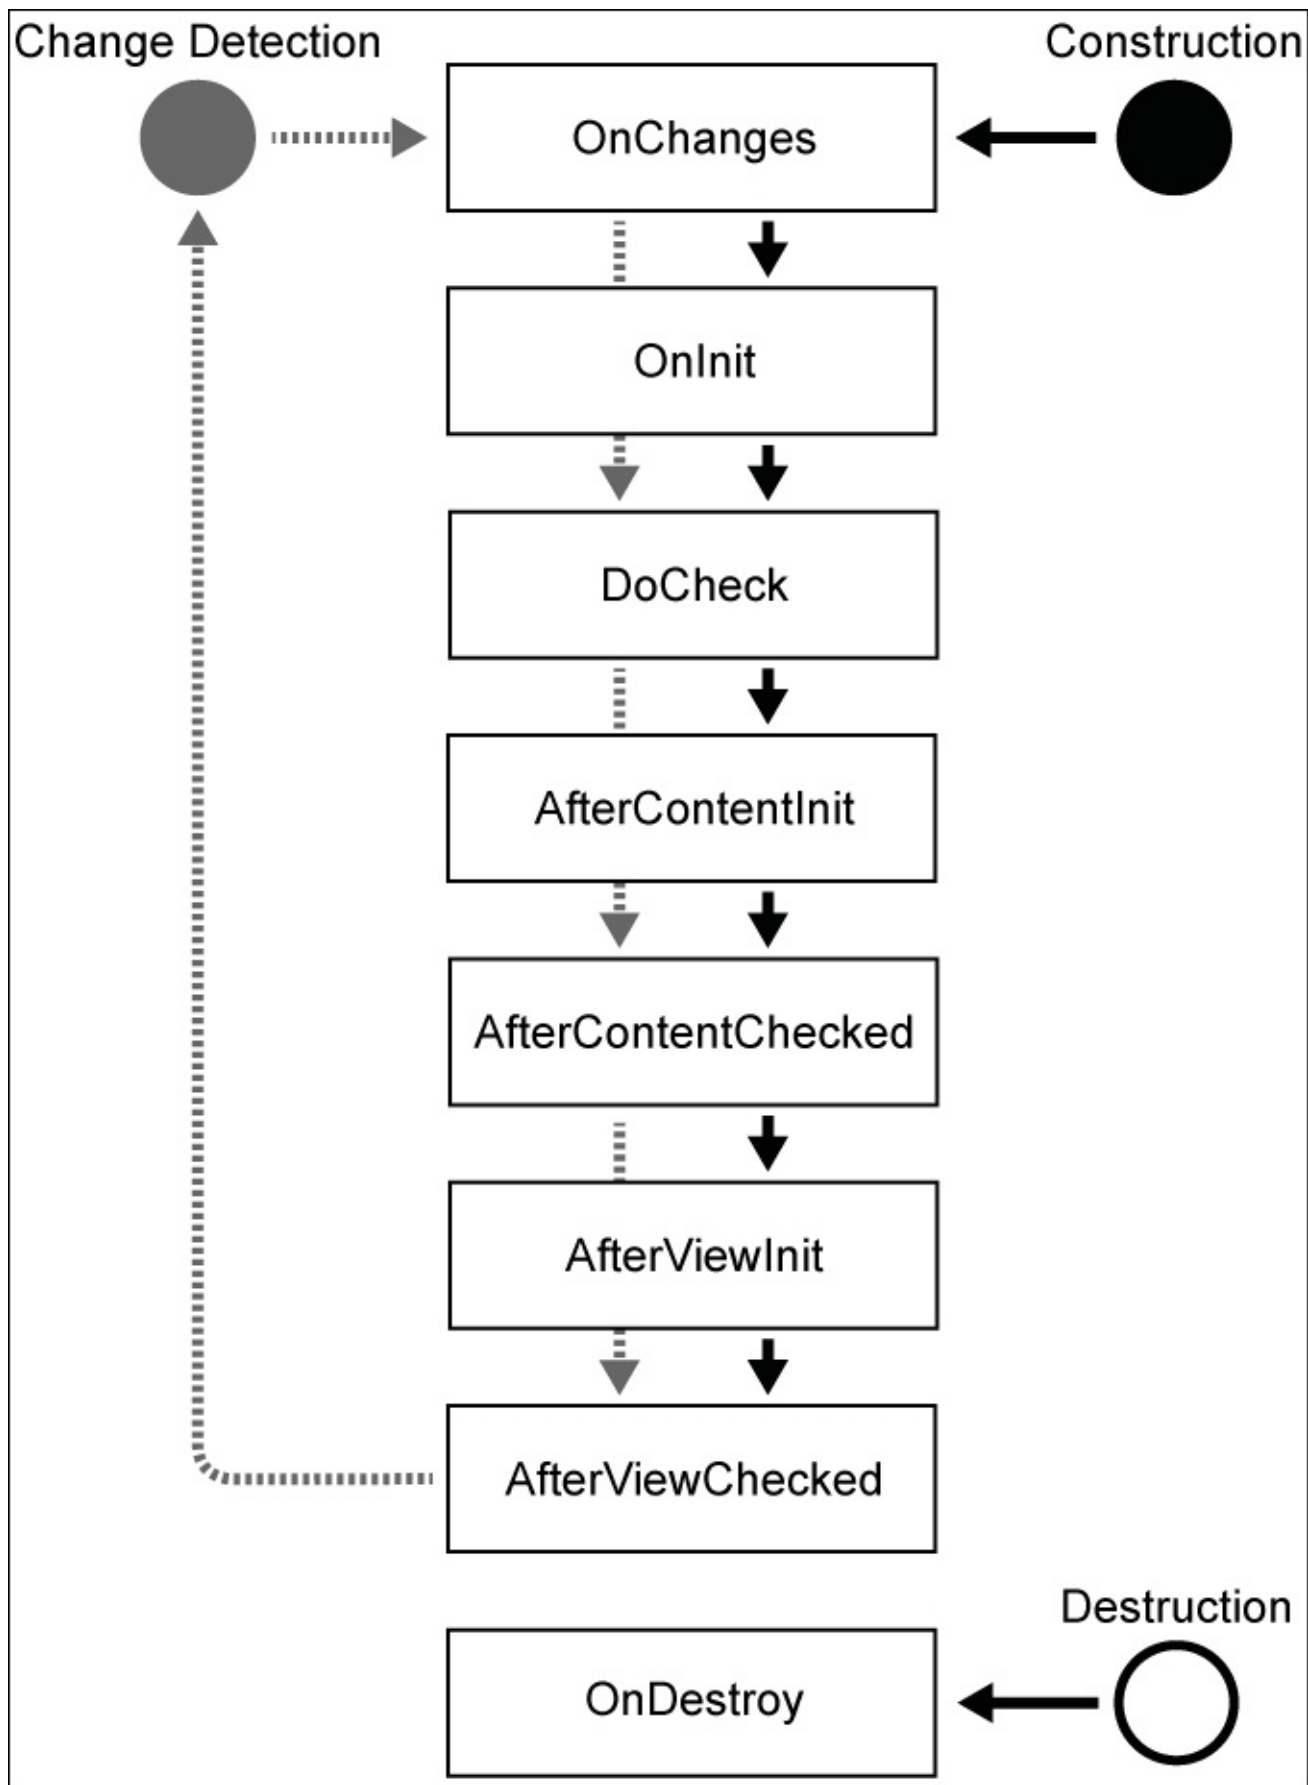 Change Detection
Construction
OnChanges
OnInit
DoCheck
AfterContentInit
AfterContentChecked
AfterViewInit
AfterViewChecked
Destruction
OnDestroy